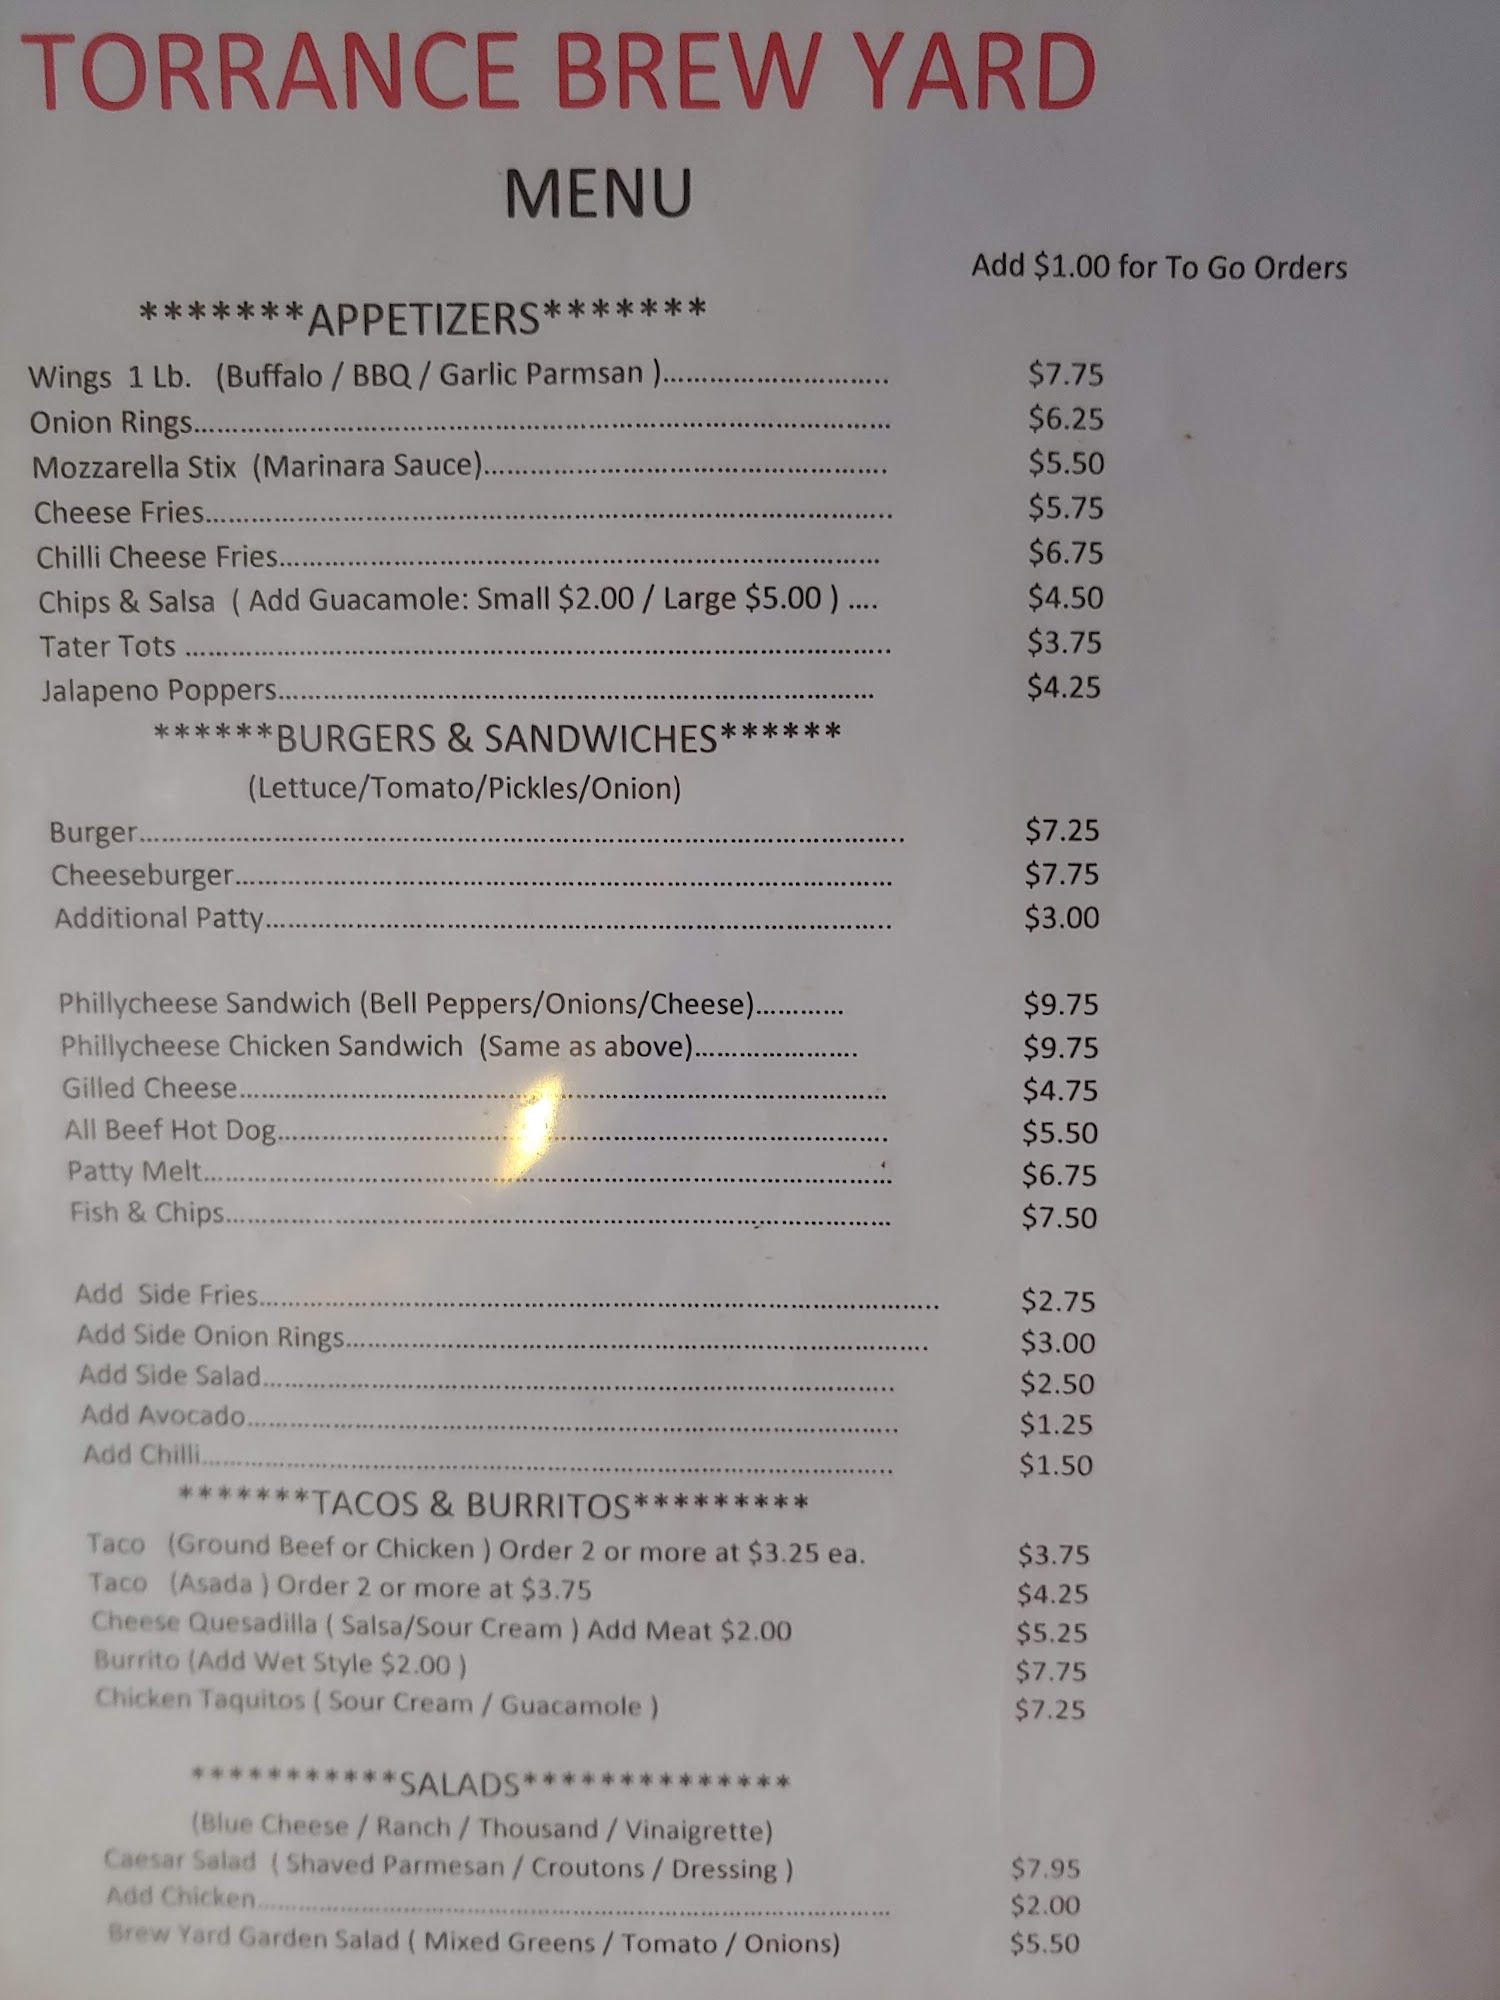 TORRANCE BREW YARD
MENU
Add $1.00 for To Go Orders
*******APPETIZERS*******
Wings 1 Lb. (Buffalo / BBQ / Garlic Parmsan )............................ $7.75
Onion Rings........................................................................ $6.25
Mozzarella Stix (Marinara Sauce).......................................... $5.50
Cheese Fries....................................................................... $5.75
Chilli Cheese Fries............................................................... $6.75
Chips & Salsa ( Add Guacamole: Small $2.00 / Large $5.00 ) .... $4.50
Tater Tots .......................................................................... $3.75
Jalapeno Poppers................................................................ $4.25
******BURGERS & SANDWICHES******
(Lettuce/Tomato/Pickles/Onion)
Burger............................................................................... $7.25
Cheeseburger..................................................................... $7.75
Additional Patty.................................................................. $3.00
Phillycheese Sandwich (Bell Peppers/Onions/Cheese)........... $9.75
Phillycheese Chicken Sandwich (Same as above).................... $9.75
Gilled Cheese..................................................................... $4.75
All Beef Hot Dog................................................................. $5.50
Patty Melt.......................................................................... $6.75
Fish & Chips....................................................................... $7.50
Add Side Fries.................................................................... $2.75
Add Side Onion Rings.......................................................... $3.00
Add Side Salad................................................................... $2.50
Add Avocado..................................................................... $1.25
Add Chilli........................................................................... $1.50
*******TACOS & BURRITOS*********
Taco (Ground Beef or Chicken ) Order 2 or more at $3.25 ea. $3.75
Taco (Asada ) Order 2 or more at $3.75 $4.25
Cheese Quesadilla ( Salsa/Sour Cream ) Add Meat $2.00 $5.25
Burrito (Add Wet Style $2.00 ) $7.75
Chicken Taquitos ( Sour Cream / Guacamole ) $7.25
***********SALADS**************
(Blue Cheese / Ranch / Thousand / Vinaigrette)
Caesar Salad ( Shaved Parmesan / Croutons / Dressing ) $7.95
Add Chicken...................................................................... $2.00
Brew Yard Garden Salad ( Mixed Greens / Tomato / Onions) $5.50